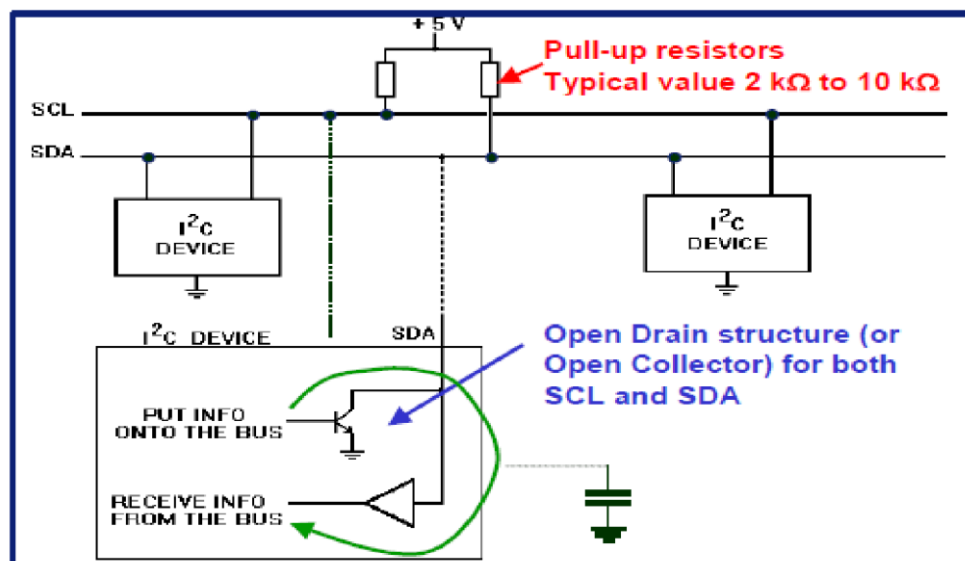 + 5 V
Pull-up resistors
Typical value 2 kΩ to 10 kΩ
SCL
SDA
I²C
DEVICE
I²C
DEVICE
I²C DEVICE
SDA
Open Drain structure (or
Open Collector) for both
SCL and SDA
PUT INFO
ONTO THE BUS
RECEIVE INFO
FROM THE BUS